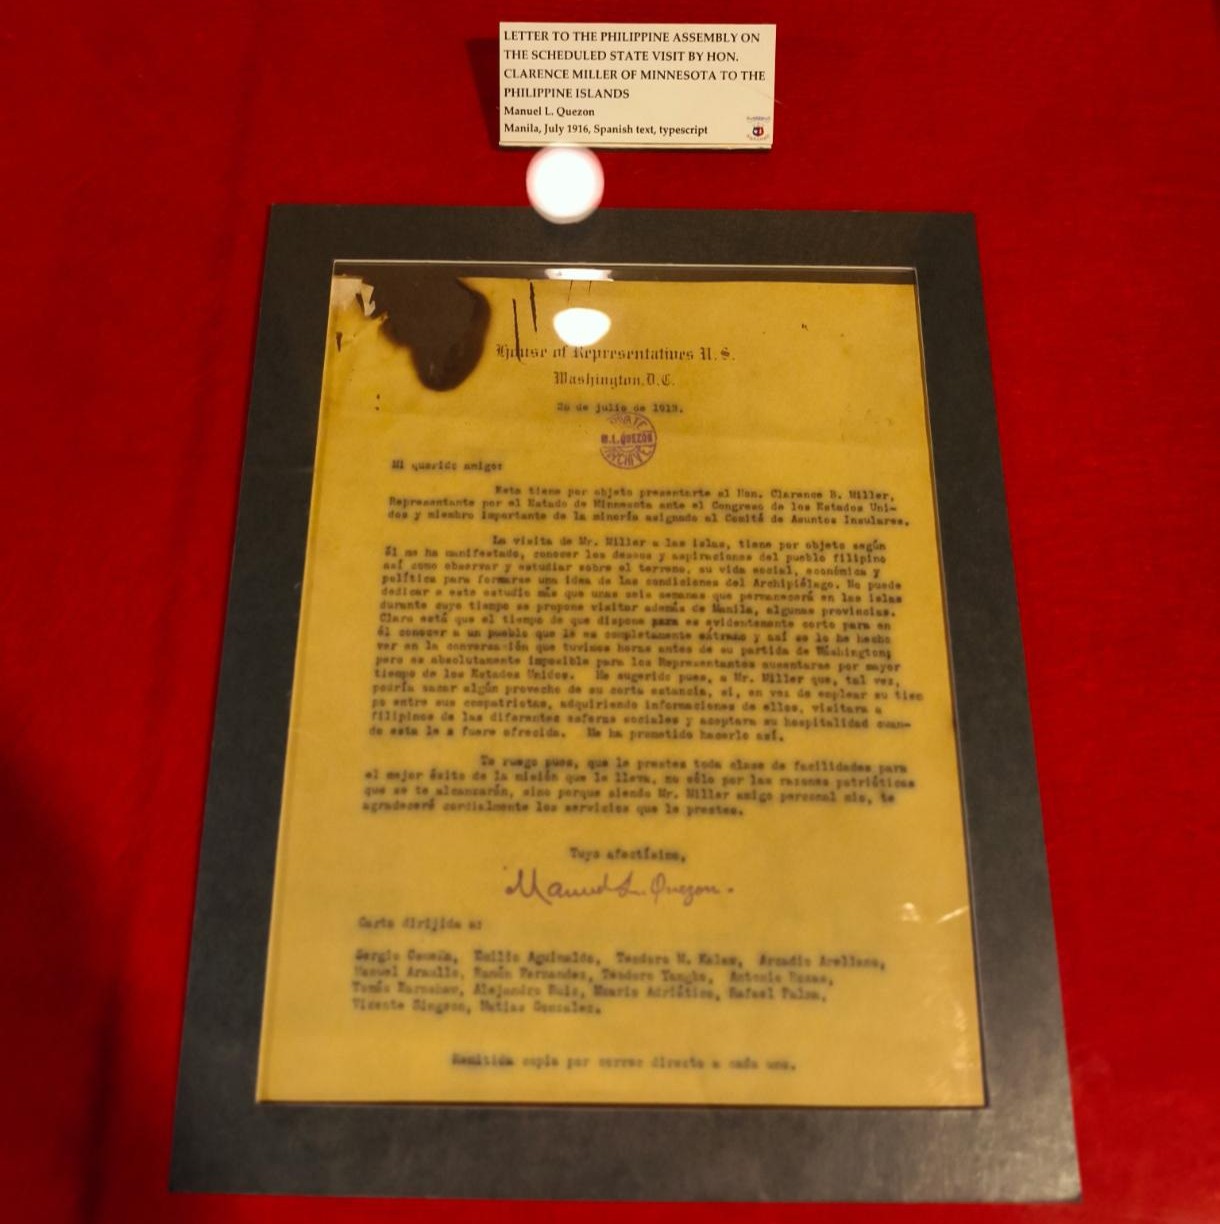 LETTER TO THE PHILIPPINE ASSEMBLY ON
THE SCHEDULED STATE VISIT BY HON.
CLARENCE MILLER OF MINNESOTA TO THE
PHILIPPINE ISLANDS
Manuel L. Quezon
Manila, July 1916, Spanish text, typescript
House of Representatives U.S.
Washington, D.C.
de julio de 1913.
M.L. QUEZON
Mi querido amigo:
Esta tiene por objeto presentarte al Hon. Clarence B. Miller,
Representante por el Estado de Minnesota ante el Congreso de los Estados Uni-
dos y miembro importante de la minoría asignado al Comité de Asuntos Insulares.
La visita de Mr. Miller a las islas, tiene por objeto según
él me ha manifestado, conocer los deseos y aspiraciones del pueblo filipino
así como observar y estudiar sobre el terreno, su vida social, económica y
política para formarse una idea de las condiciones del Archipiélago. No puede
dedicar a este estudio más que unas seis semanas que permanecerá en las islas
durante cuyo tiempo se propone visitar además de Manila, algunas provincias.
Claro está que el tiempo de que dispone para es evidentemente corto para en
él conocer a un pueblo que le es completamente extraño y así se lo he hecho
ver en la conversación que tuvimos horas antes de su partida de Washington;
pero es absolutamente imposible para los Representantes ausentarse por mayor
tiempo de los Estados Unidos. He sugerido pues, a Mr. Miller que, tal vez,
podría sacar algún provecho de su corta estancia, si, en vez de emplear su tiem
po entre sus compatriotas, adquiriendo informaciones de ellos, visitara a
filipinos de las diferentes esferas sociales y aceptara su hospitalidad cuan-
do esta le fuere ofrecida. Me ha prometido hacerlo así.
Te ruego pues, que le prestes toda clase de facilidades para
el mejor éxito de la misión que le lleva, no sólo por las razones patrióticas
que se te alcanzarán, sino porque siendo Mr. Miller amigo personal mío, te
agradeceré cordialmente los servicios que le prestes.
Tuyo afectísimo,
Manuel L. Quezon.
Carta dirijida a:
Sergio Osmeña, Emilio Aguinaldo, Teodoro M. Kalaw, Arcadio Arellano,
Manuel Araullo, Ramón Fernandez, Teodoro Yangko, Antonio
Tomás Alejandro Ruiz, Macario Adriático, Rafael Palma,
Vicente Singson, Matias Gonzalez.
Remitida copia por correo directo a cada uno.